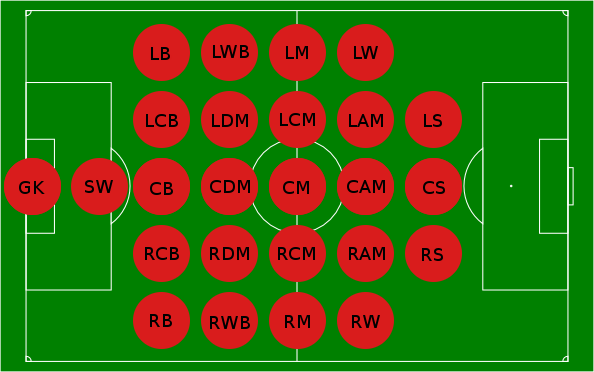 LB LWB LM LW
LCB LDM LCM LAM LS
GK SW CB CDM CM CAM CS
RCB RDM RCM RAM RS
RB RWB RM RW